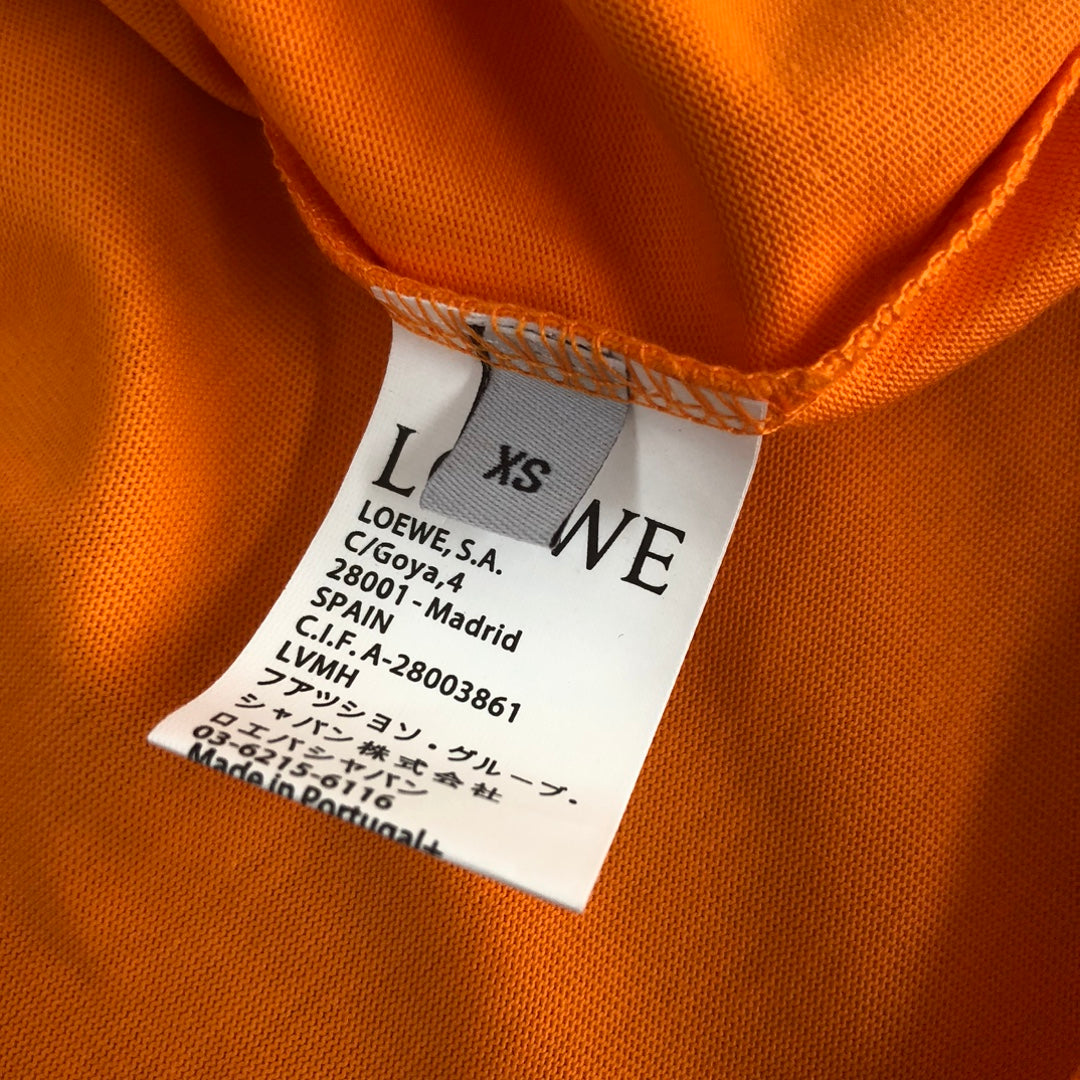 XS
L WE
LOEWE, S.A.
C/Goya,4
28001 - Madrid
SPAIN
C.I.F. A-28003861
LVMH
ファッション・グループ・
ジャパン株式会社
ロエベジャパン
03-6215-6116
Made in Portugal